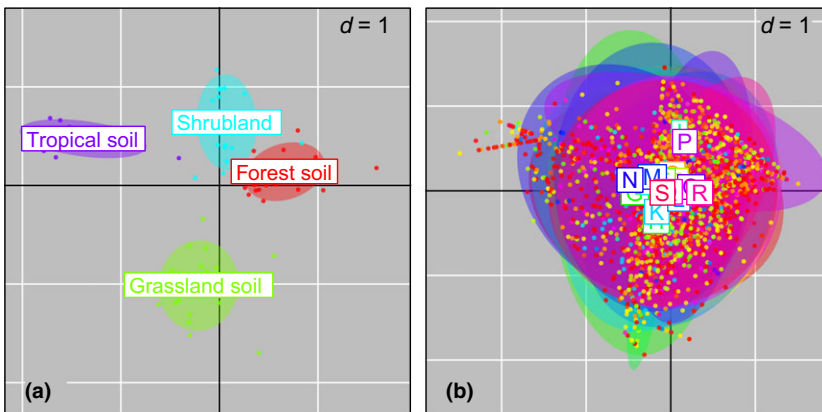 d = 1
Shrubland
Tropical soil
Forest soil
Grassland soil
(a)
d = 1
P
N M
S R
K
(b)